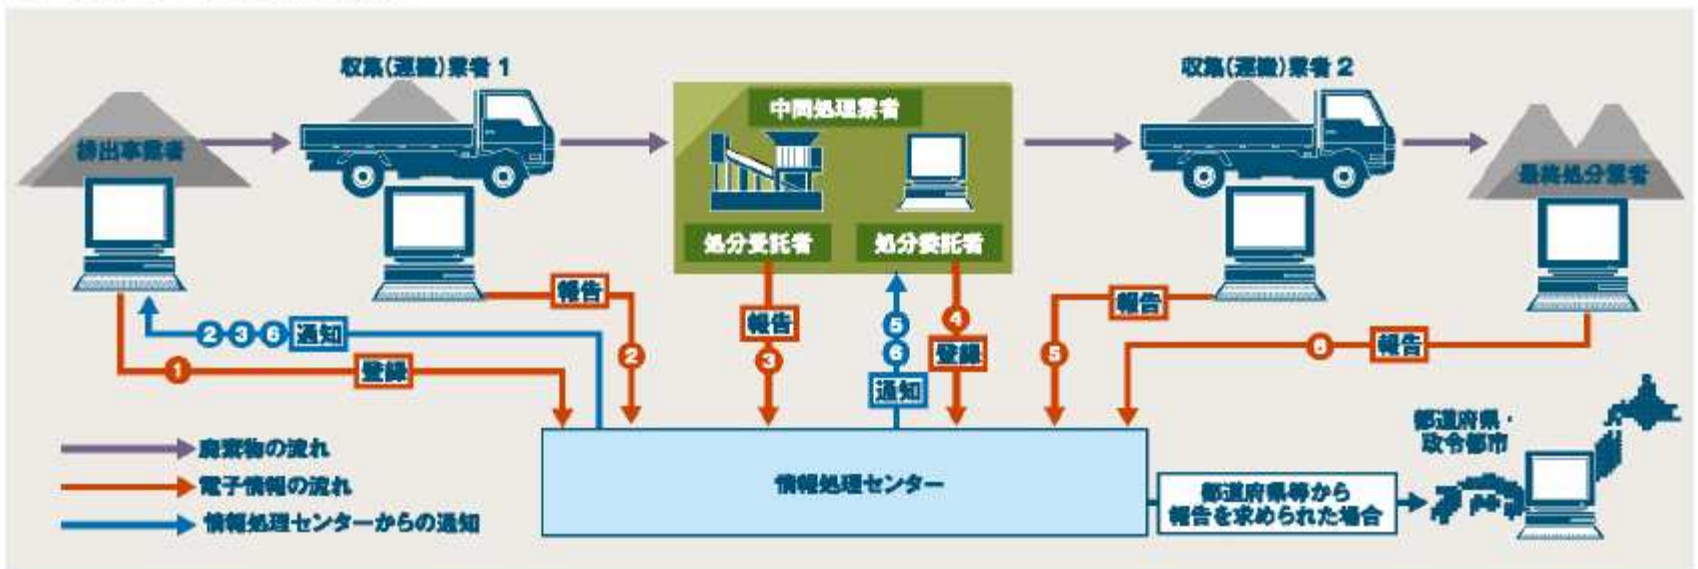 収集(運搬)業者 1
収集(運搬)業者 2
中間処理業者
排出事業者
最終処分業者
処分受託者
処分委託者
報告
報告
報告
4
5
2 3 6 通知
登録
6
6 報告
1
登録
2
3
5
通知
都道府県・
政令都市
廃棄物の流れ
情報処理センター
電子情報の流れ
都道府県等から
報告を求められた場合
情報処理センターからの通知